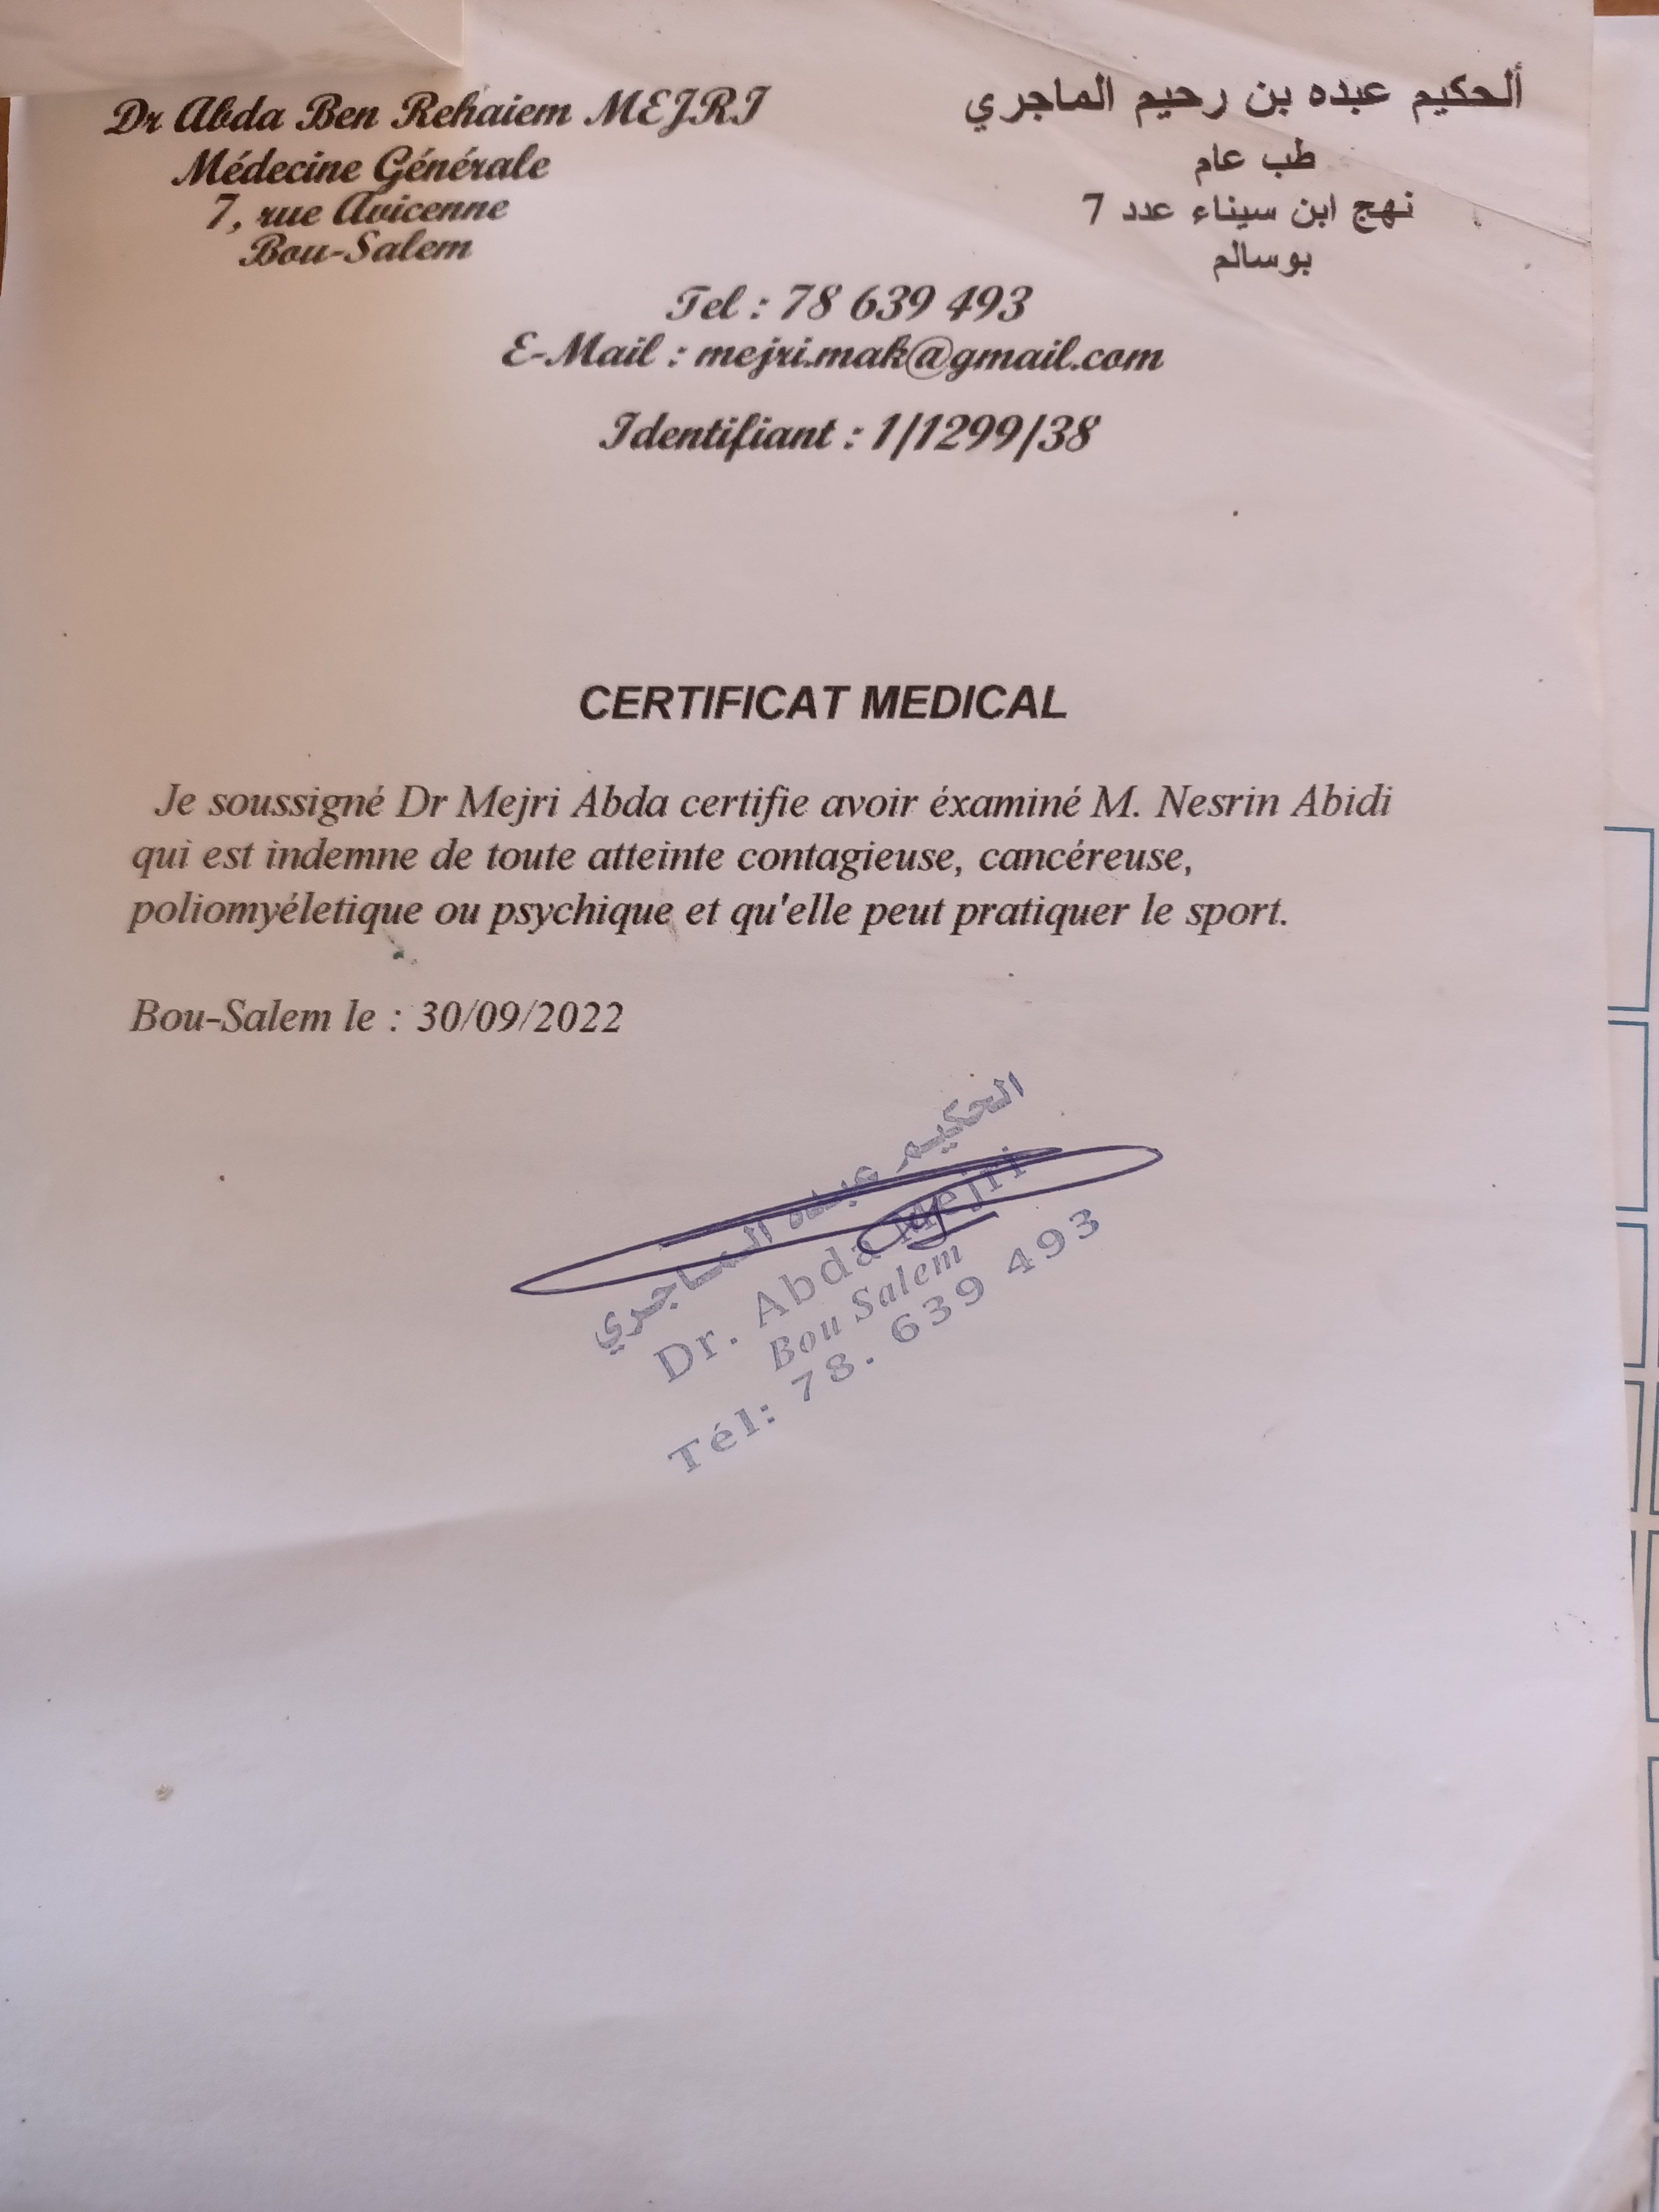 Dr Abda Ben Rehaiem MEJRI
Médecine Générale
7, rue Avicenne
Bou-Salem
ألحكيم عبده بن رحيم الماجري
طب عام
نهج ابن سيناء عدد 7
بوسالم
Tel : 78 639 493
E-Mail : mejri.mak@gmail.com
Identifiant : 1/1299/38
CERTIFICAT MEDICAL
Je soussigné Dr Mejri Abda certifie avoir éxaminé M. Nesrin Abidi
qui est indemne de toute atteinte contagieuse, cancéreuse,
poliomyéletique ou psychique et qu'elle peut pratiquer le sport.
Bou-Salem le : 30/09/2022
الحكيم عبده الماجري
Dr. Abda Mejri
Bou Salem
Tél: 78. 639 493